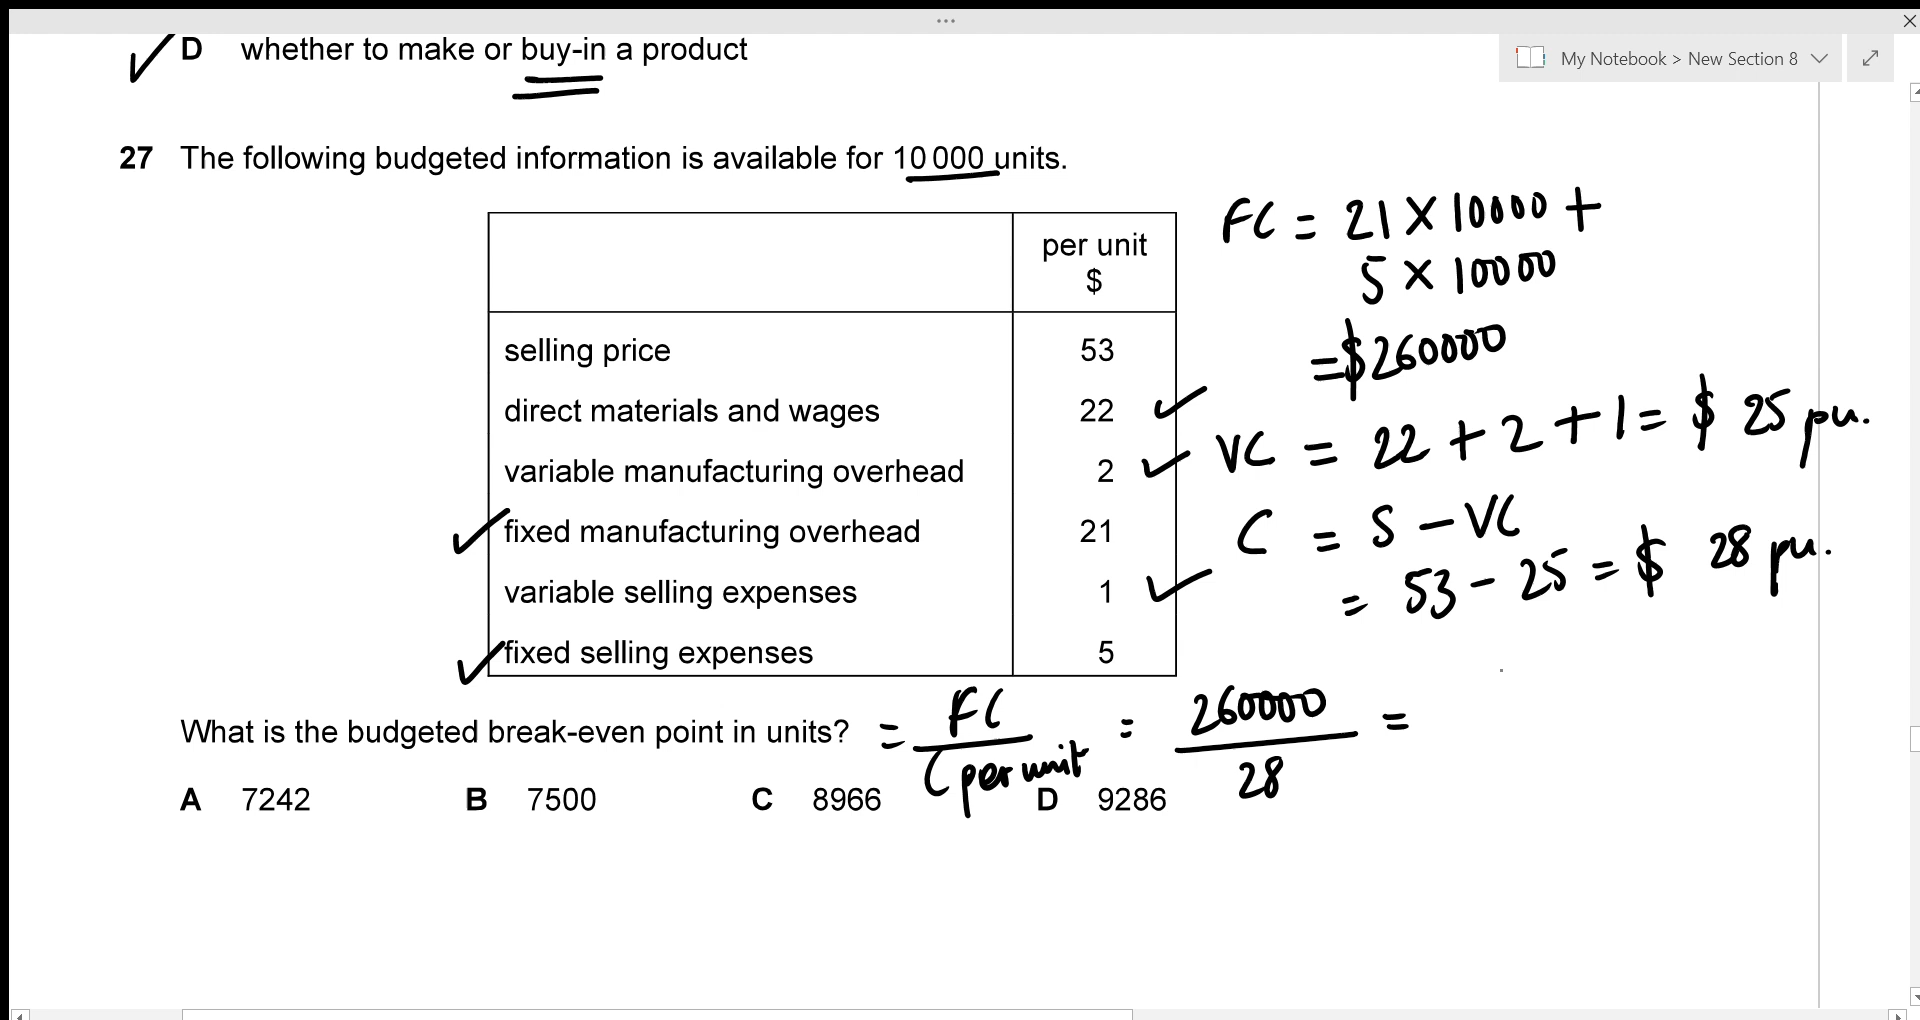 D whether to make or buy-in a product
My Notebook > New Section 8
27 The following budgeted information is available for 10 000 units.
per unit
$
selling price 53
direct materials and wages 22
variable manufacturing overhead 2
fixed manufacturing overhead 21
variable selling expenses 1
fixed selling expenses 5
FC = 21 × 10000 +
5 × 10000
= $260000
VC = 22 + 2 + 1 = $ 25 pu.
C = S - VC
= 53 - 25 = $ 28 pu.
What is the budgeted break-even point in units? = FC / C per unit = 260000 / 28 =
A 7242 B 7500 C 8966 D 9286